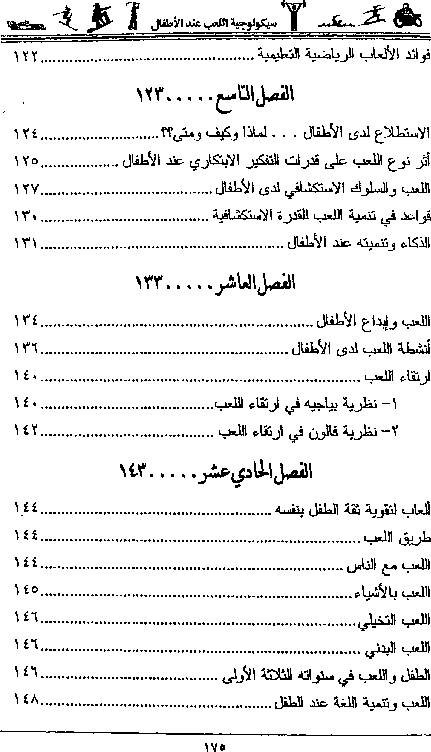 سيكولوجية اللعب عند الأطفال
فوائد الألعاب الرياضية التعليمية ........................ ١٢٢
الفصل التاسع ..... ١٢٣
الاستطلاع لدى الأطفال ... لماذا وكيف ومتى؟؟ ........................ ١٢٤
أثر نوع اللعب على قدرات التفكير الابتكاري عند الأطفال ........................ ١٢٥
اللعب والسلوك الاستكشافي لدى الأطفال ........................ ١٢٧
قواعد في تنمية اللعب القدرة الاستكشافية ........................ ١٣٠
الذكاء وتنميته عند الأطفال ........................ ١٣١
الفصل العاشر ..... ١٣٣
اللعب وإبداع الأطفال ........................ ١٣٤
أنشطة اللعب لدى الأطفال ........................ ١٣٦
ارتقاء اللعب ........................ ١٤٠
١- نظرية بياجيه في ارتقاء اللعب ........................ ١٤٠
٢- نظرية فالون في ارتقاء اللعب ........................ ١٤٢
الفصل الحادي عشر ..... ١٤٣
ألعاب لتقوية ثقة الطفل بنفسه ........................ ١٤٤
طريق اللعب ........................ ١٤٤
اللعب مع الناس ........................ ١٤٤
اللعب بالأشياء ........................ ١٤٥
اللعب التخيلي ........................ ١٤٦
اللعب البدني ........................ ١٤٦
الطفل واللعب في سنواته الثلاثة الأولى ........................ ١٤٦
اللعب وتنمية اللغة عند الطفل ........................ ١٤٨
١٧٥